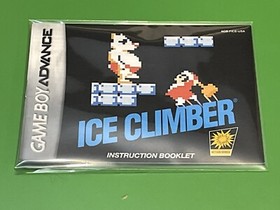 GAME BOY ADVANCE
ICE CLIMBER
INSTRUCTION BOOKLET